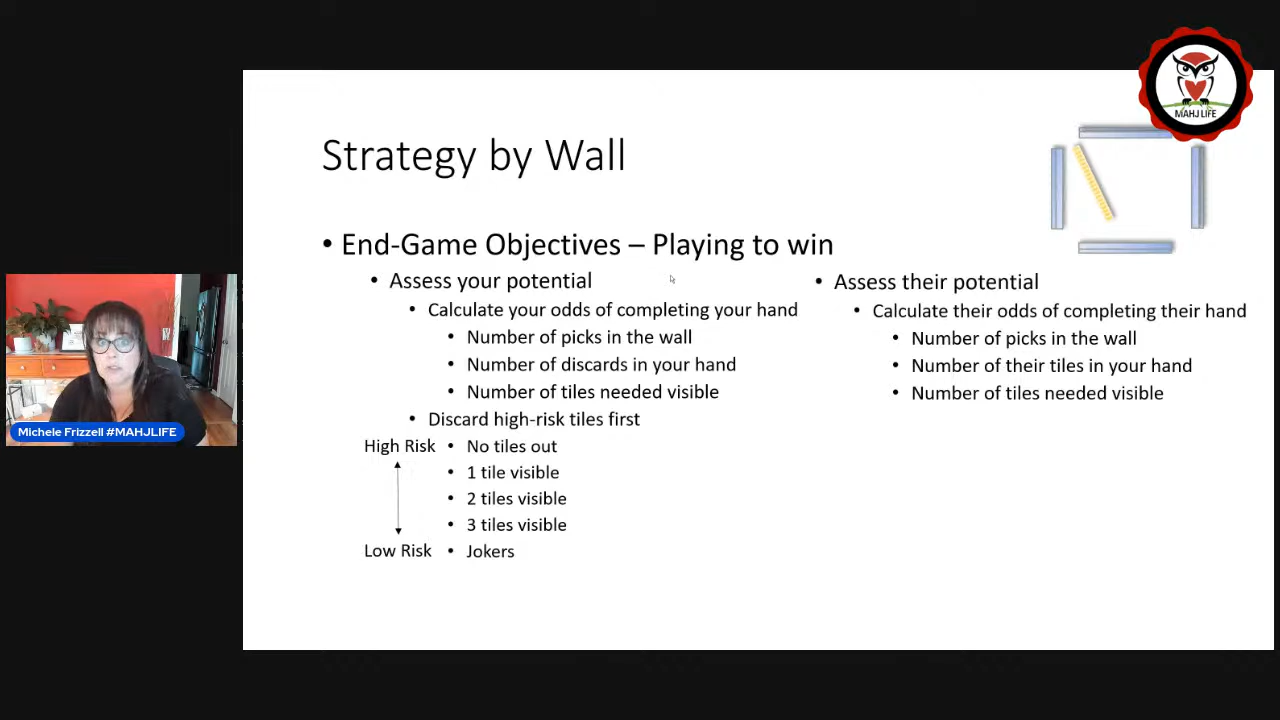 MAHJ LIFE
Strategy by Wall
• End-Game Objectives – Playing to win
• Assess your potential
• Calculate your odds of completing your hand
• Number of picks in the wall
• Number of discards in your hand
• Number of tiles needed visible
• Discard high-risk tiles first
High Risk • No tiles out
• 1 tile visible
• 2 tiles visible
• 3 tiles visible
Low Risk • Jokers
• Assess their potential
• Calculate their odds of completing their hand
• Number of picks in the wall
• Number of their tiles in your hand
• Number of tiles needed visible
Michele Frizzell #MAHJLIFE